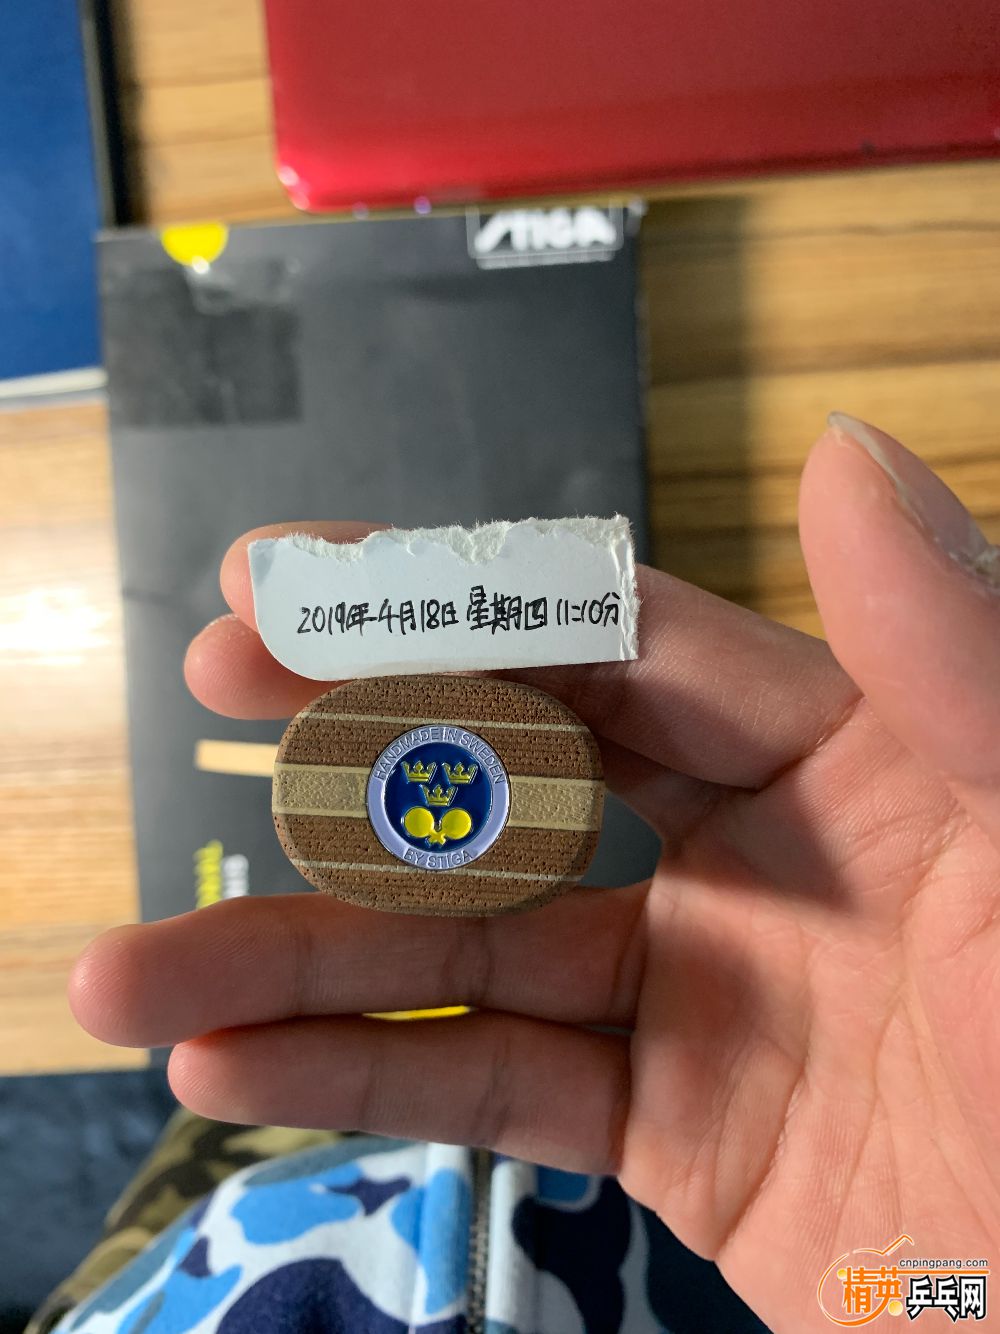 STIGA
2019年4月18日 星期四 11:10分
HANDMADE IN SWEDEN
BY STIGA
cnpingpang.com
精英乒乓网